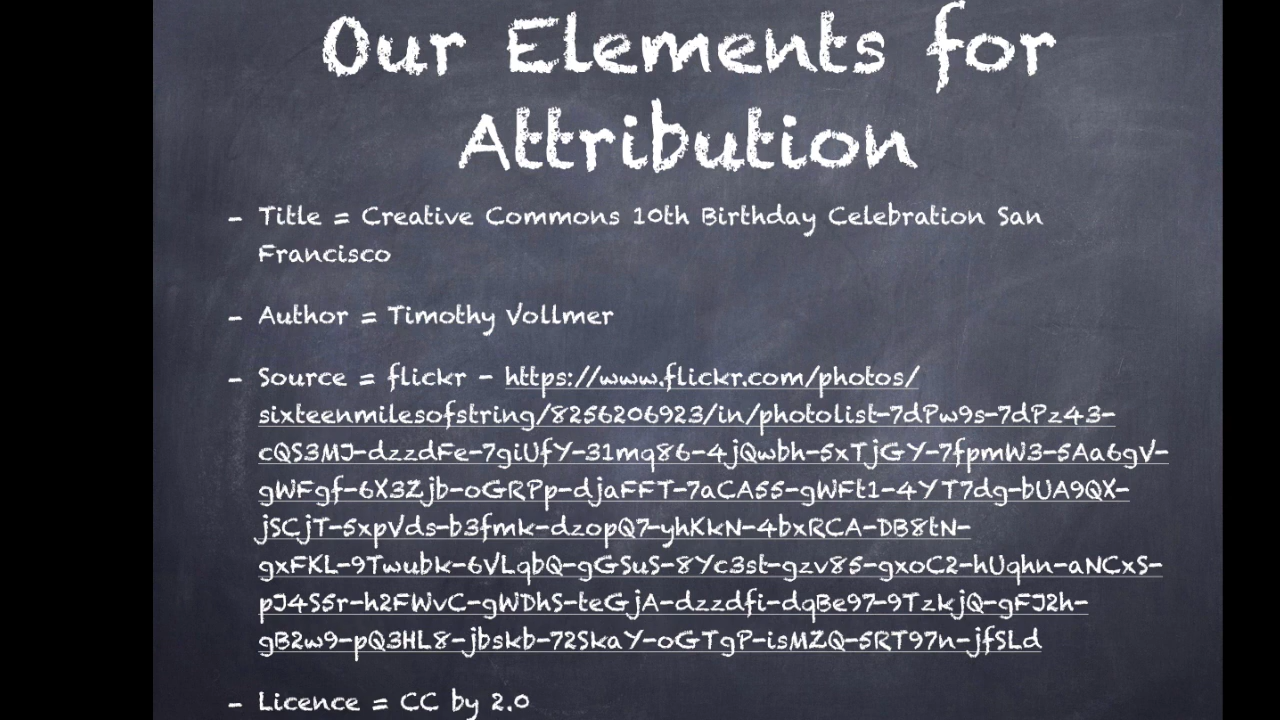 Our Elements for
Attribution
- Title = Creative Commons 10th Birthday Celebration San
Francisco
- Author = Timothy Vollmer
- Source = flickr - https://www.flickr.com/photos/
sixteenmilesofstring/8256206923/in/photolist-7dPw9s-7dPz43-
cQS3MJ-dzzdFe-7giUfY-31mq86-4jQwbh-5xTjGY-7fpmW3-5Aa6gV-
gWFgf-6X3Zjb-oGRPp-djaFFT-7aCA55-gWFt1-4YT7dg-bUA9QX-
jSCjT-5xpVds-b3fmk-dzopQ7-yhKkN-4bxRCA-DB8tN-
gxFKL-9Twubk-6VLqbQ-gGSuS-8Yc3st-gzv85-gxoC2-hUqhn-aNCxS-
pJ4S5r-h2FWvC-gWDhS-teGjA-dzzdfi-dqBe97-9TzkjQ-gFJ2h-
gB2w9-pQ3HL8-jbskb-72SkaY-oGTgP-isMZQ-5RT97n-jfSLd
- Licence = CC by 2.0